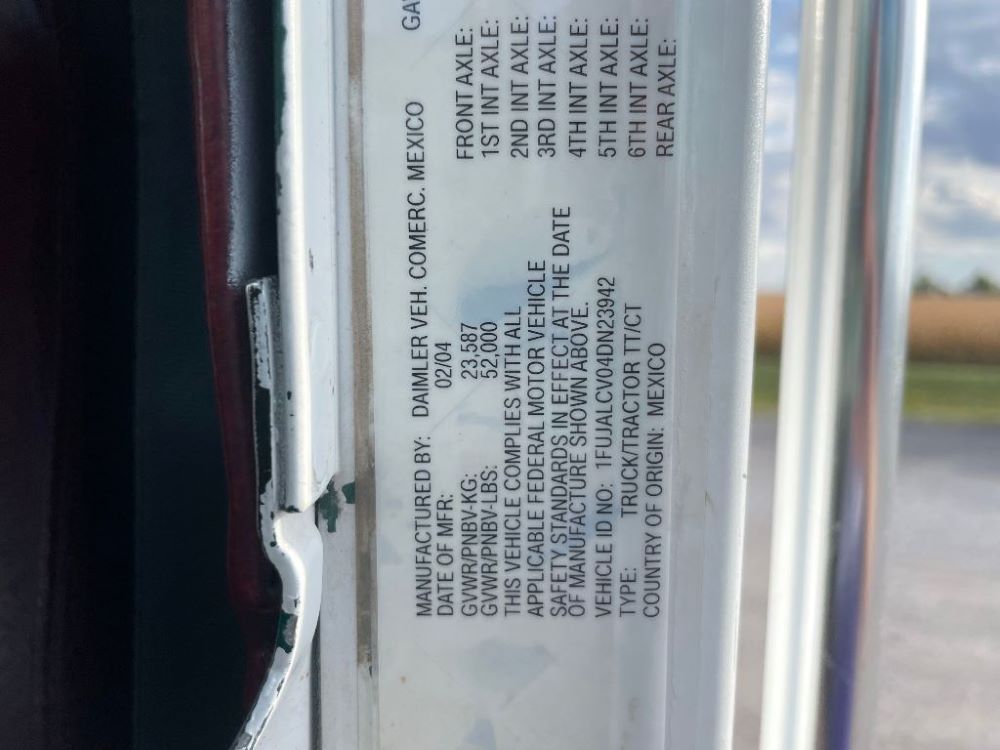 MANUFACTURED BY: DAIMLER VEH. COMERC. MEXICO
DATE OF MFR: 02/04
GVWR/PNBV-KG: 23,587
GVWR/PNBV-LBS: 52,000
THIS VEHICLE COMPLIES WITH ALL
APPLICABLE FEDERAL MOTOR VEHICLE
SAFETY STANDARDS IN EFFECT AT THE DATE
OF MANUFACTURE SHOWN ABOVE.
VEHICLE ID NO: 1FUJALCV04DN23942
TYPE: TRUCK/TRACTOR TT/CT
COUNTRY OF ORIGIN: MEXICO
FRONT AXLE:
1ST INT AXLE:
2ND INT AXLE:
3RD INT AXLE:
4TH INT AXLE:
5TH INT AXLE:
6TH INT AXLE:
REAR AXLE: